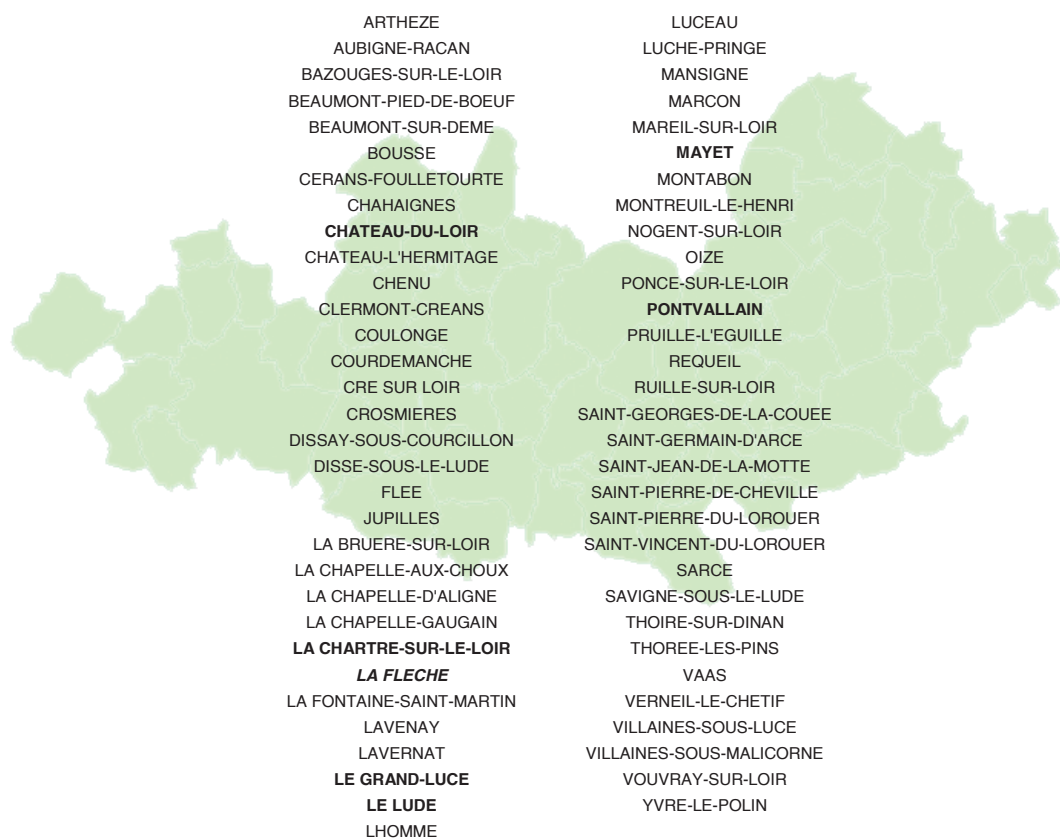 ARTHEZE
AUBIGNE-RACAN
BAZOUGES-SUR-LE-LOIR
BEAUMONT-PIED-DE-BOEUF
BEAUMONT-SUR-DEME
BOUSSE
CERANS-FOULLETOURTE
CHAHAIGNES
CHATEAU-DU-LOIR
CHATEAU-L'HERMITAGE
CHENU
CLERMONT-CREANS
COULONGE
COURDEMANCHE
CRE SUR LOIR
CROSMIERES
DISSAY-SOUS-COURCILLON
DISSE-SOUS-LE-LUDE
FLEE
JUPILLES
LA BRUERE-SUR-LOIR
LA CHAPELLE-AUX-CHOUX
LA CHAPELLE-D'ALIGNE
LA CHAPELLE-GAUGAIN
LA CHARTRE-SUR-LE-LOIR
LA FLECHE
LA FONTAINE-SAINT-MARTIN
LAVENAY
LAVERNAT
LE GRAND-LUCE
LE LUDE
LHOMME
LUCEAU
LUCHE-PRINGE
MANSIGNE
MARCON
MAREIL-SUR-LOIR
MAYET
MONTABON
MONTREUIL-LE-HENRI
NOGENT-SUR-LOIR
OIZE
PONCE-SUR-LE-LOIR
PONTVALLAIN
PRUILLE-L'EGUILLE
REQUEIL
RUILLE-SUR-LOIR
SAINT-GEORGES-DE-LA-COUEE
SAINT-GERMAIN-D'ARCE
SAINT-JEAN-DE-LA-MOTTE
SAINT-PIERRE-DE-CHEVILLE
SAINT-PIERRE-DU-LOROUER
SAINT-VINCENT-DU-LOROUER
SARCE
SAVIGNE-SOUS-LE-LUDE
THOIRE-SUR-DINAN
THOREE-LES-PINS
VAAS
VERNEIL-LE-CHETIF
VILLAINES-SOUS-LUCE
VILLAINES-SOUS-MALICORNE
VOUVRAY-SUR-LOIR
YVRE-LE-POLIN